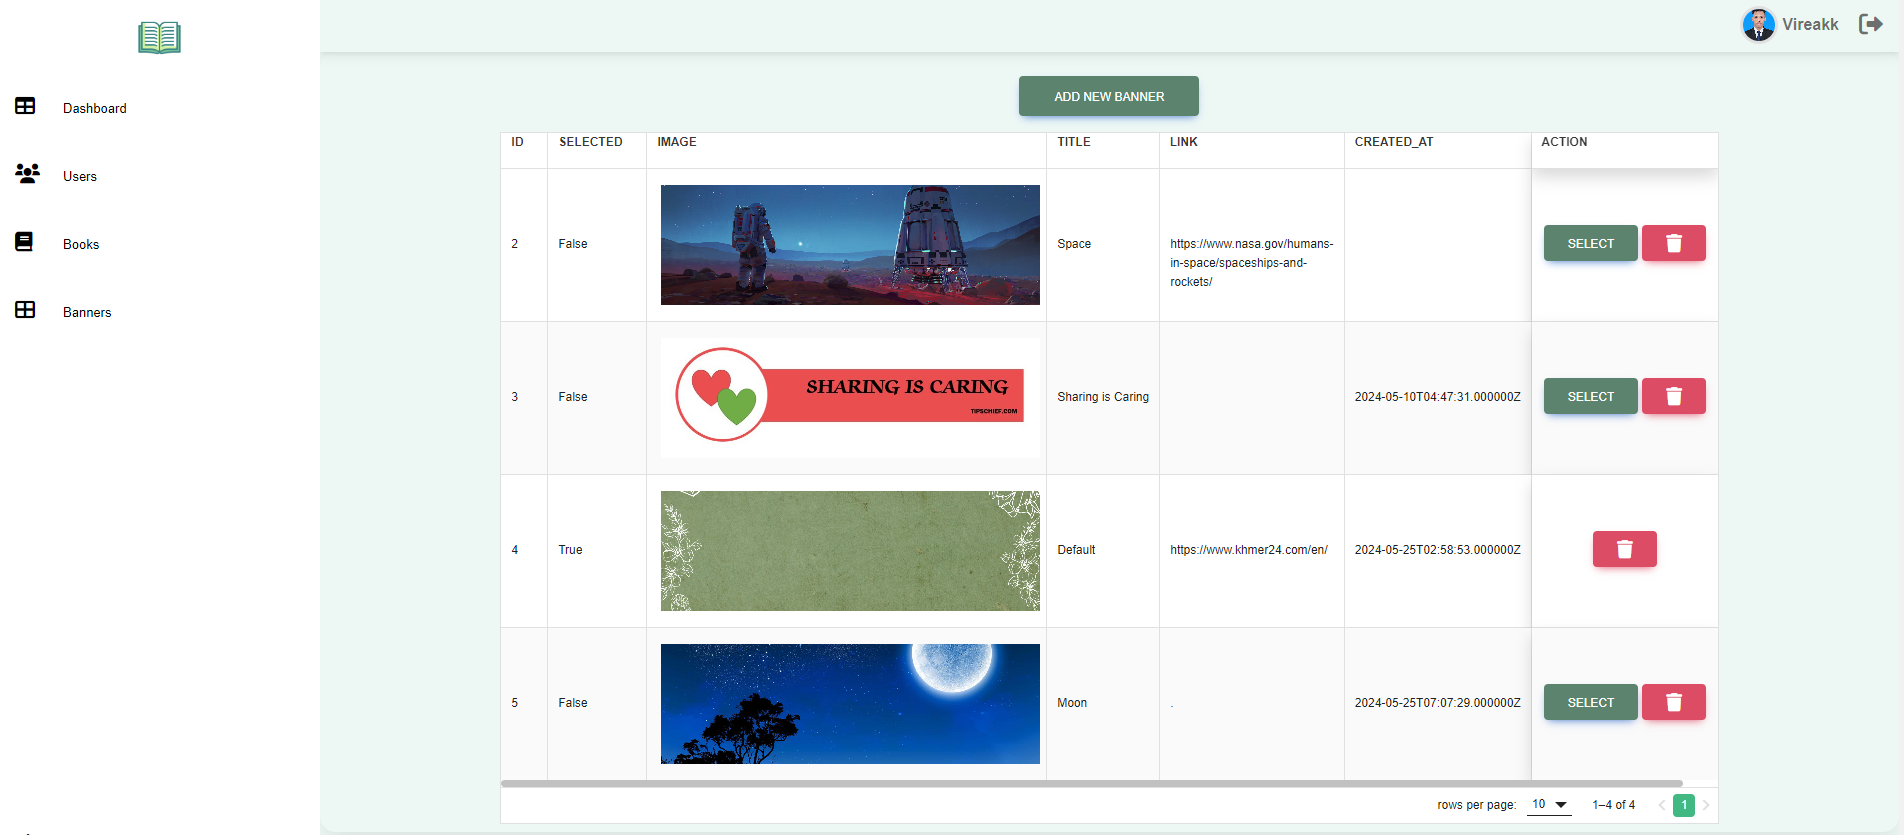 Vireakk
Dashboard
Users
Books
Banners
ADD NEW BANNER
ID SELECTED IMAGE TITLE LINK CREATED_AT ACTION
2 False Space https://www.nasa.gov/humans-
in-space/spaceships-and-
rockets/
SELECT
SHARING IS CARING
TIPSCHIEF.COM
3 False Sharing is Caring 2024-05-10T04:47:31.000000Z SELECT
4 True Default https://www.khmer24.com/en/ 2024-05-25T02:58:53.000000Z
5 False Moon . 2024-05-25T07:07:29.000000Z SELECT
rows per page: 10 1–4 of 4 1